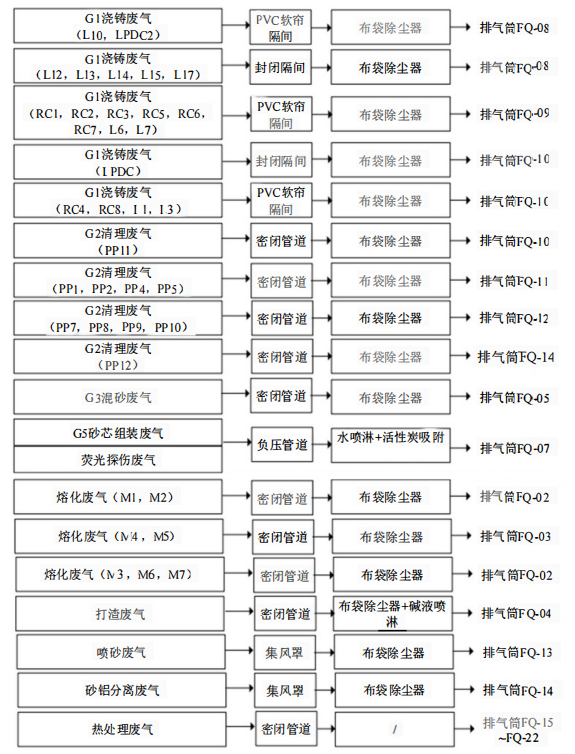 G1浇铸废气
(L10，LPDC2)
PVC软帘
隔间
布袋除尘器
排气筒FQ-08
G1浇铸废气
(L12，L13，L14，L15，L17)
封闭隔间
布袋除尘器
排气筒FQ-08
G1浇铸废气
(RC1，RC2，RC3，RC5，RC6，
RC7，L6，L7)
PVC软帘
隔间
布袋除尘器
排气筒FQ-09
G1浇铸废气
(LPDC)
封闭隔间
布袋除尘器
排气筒FQ-10
G1浇铸废气
(RC4，RC8，L1，L3)
PVC软帘
隔间
布袋除尘器
排气筒FQ-10
G2清理废气
(PP11)
密闭管道
布袋除尘器
排气筒FQ-10
G2清理废气
(PP1，PP2，PP4，PP5)
密闭管道
布袋除尘器
排气筒FQ-11
G2清理废气
(PP7，PP8，PP9，PP10)
密闭管道
布袋除尘器
排气筒FQ-12
G2清理废气
(PP12)
密闭管道
布袋除尘器
排气筒FQ-14
G3混砂废气
密闭管道
布袋除尘器
排气筒FQ-05
G5砂芯组装废气
荧光探伤废气
负压管道
水喷淋+活性炭吸附
排气筒FQ-07
熔化废气(M1，M2)
密闭管道
布袋除尘器
排气筒FQ-02
熔化废气(M4，M5)
密闭管道
布袋除尘器
排气筒FQ-03
熔化废气(M3，M6，M7)
密闭管道
布袋除尘器
排气筒FQ-02
打渣废气
密闭管道
布袋除尘器+碱液喷
淋
排气筒FQ-04
喷砂废气
集风罩
布袋除尘器
排气筒FQ-13
砂铝分离废气
集风罩
布袋除尘器
排气筒FQ-14
热处理废气
密闭管道
/
排气筒FQ-15
~FQ-22